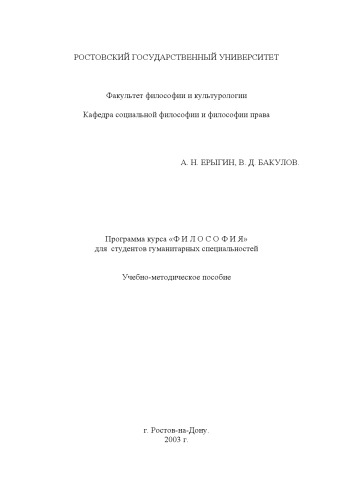 РОСТОВСКИЙ ГОСУДАРСТВЕННЫЙ УНИВЕРСИТЕТ
Факультет философии и культурологии
Кафедра социальной философии и философии права
А. Н. ЕРЫГИН, В. Д. БАКУЛОВ.
Программа курса «Ф И Л О С О Ф И Я»
для студентов гуманитарных специальностей
Учебно-методическое пособие
г. Ростов-на-Дону.
2003 г.